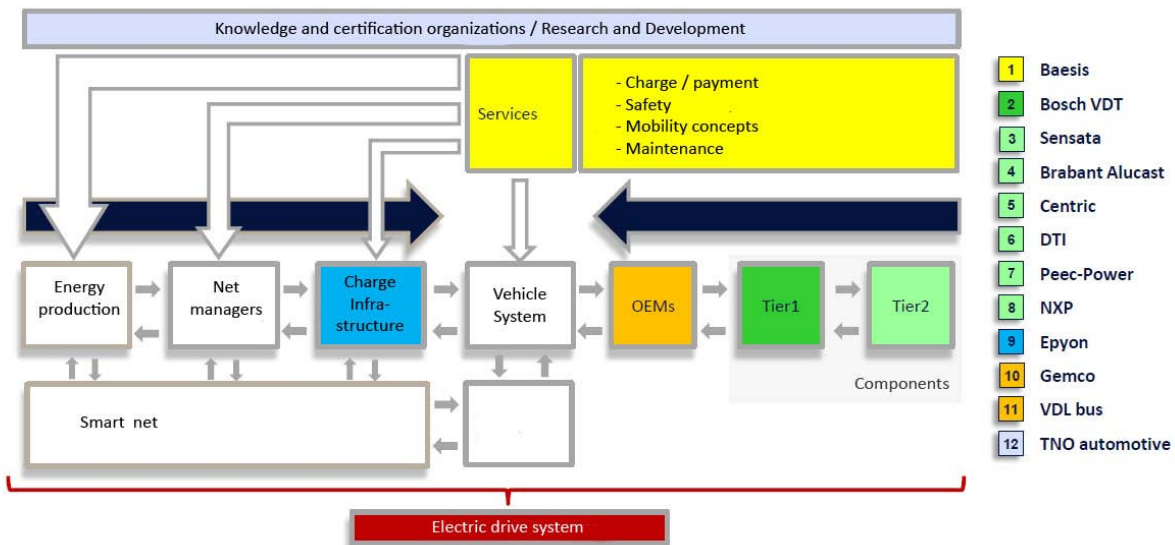 Knowledge and certification organizations / Research and Development
Services
- Charge / payment
- Safety
- Mobility concepts
- Maintenance
Energy
production
Net
managers
Charge
Infra-
structure
Vehicle
System
OEMs
Tier1
Tier2
Components
Smart net
Electric drive system
1 Baesis
2 Bosch VDT
3 Sensata
4 Brabant Alucast
5 Centric
6 DTI
7 Peec-Power
8 NXP
9 Epyon
10 Gemco
11 VDL bus
12 TNO automotive